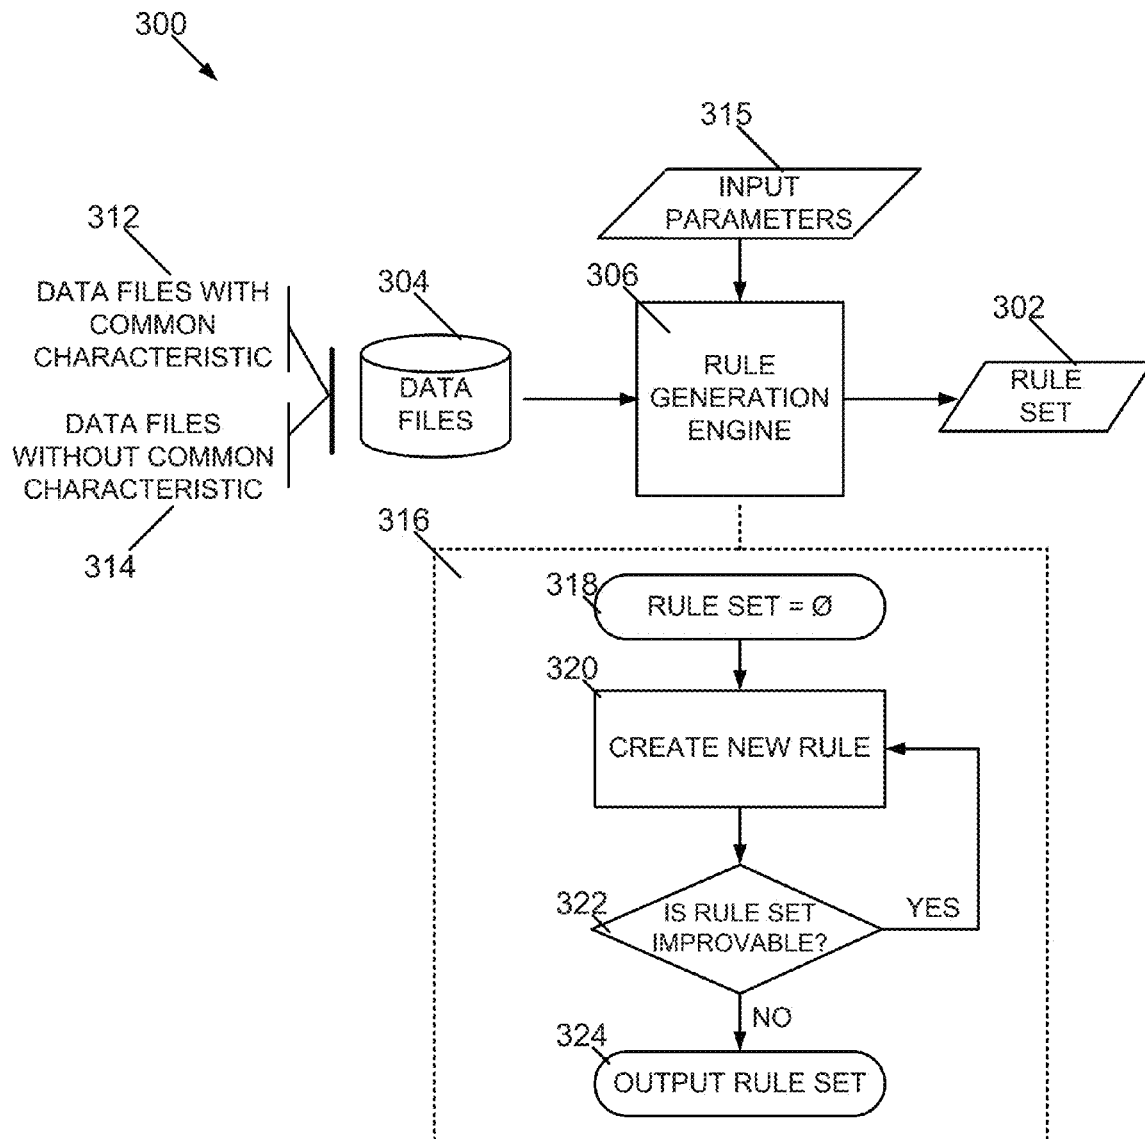 300
315
INPUT
PARAMETERS
312
DATA FILES WITH
COMMON
CHARACTERISTIC
304
DATA
FILES
306
RULE
GENERATION
ENGINE
302
RULE
SET
DATA FILES
WITHOUT COMMON
CHARACTERISTIC
314
316
318
RULE SET = Ø
320
CREATE NEW RULE
322
IS RULE SET
IMPROVABLE?
YES
NO
324
OUTPUT RULE SET